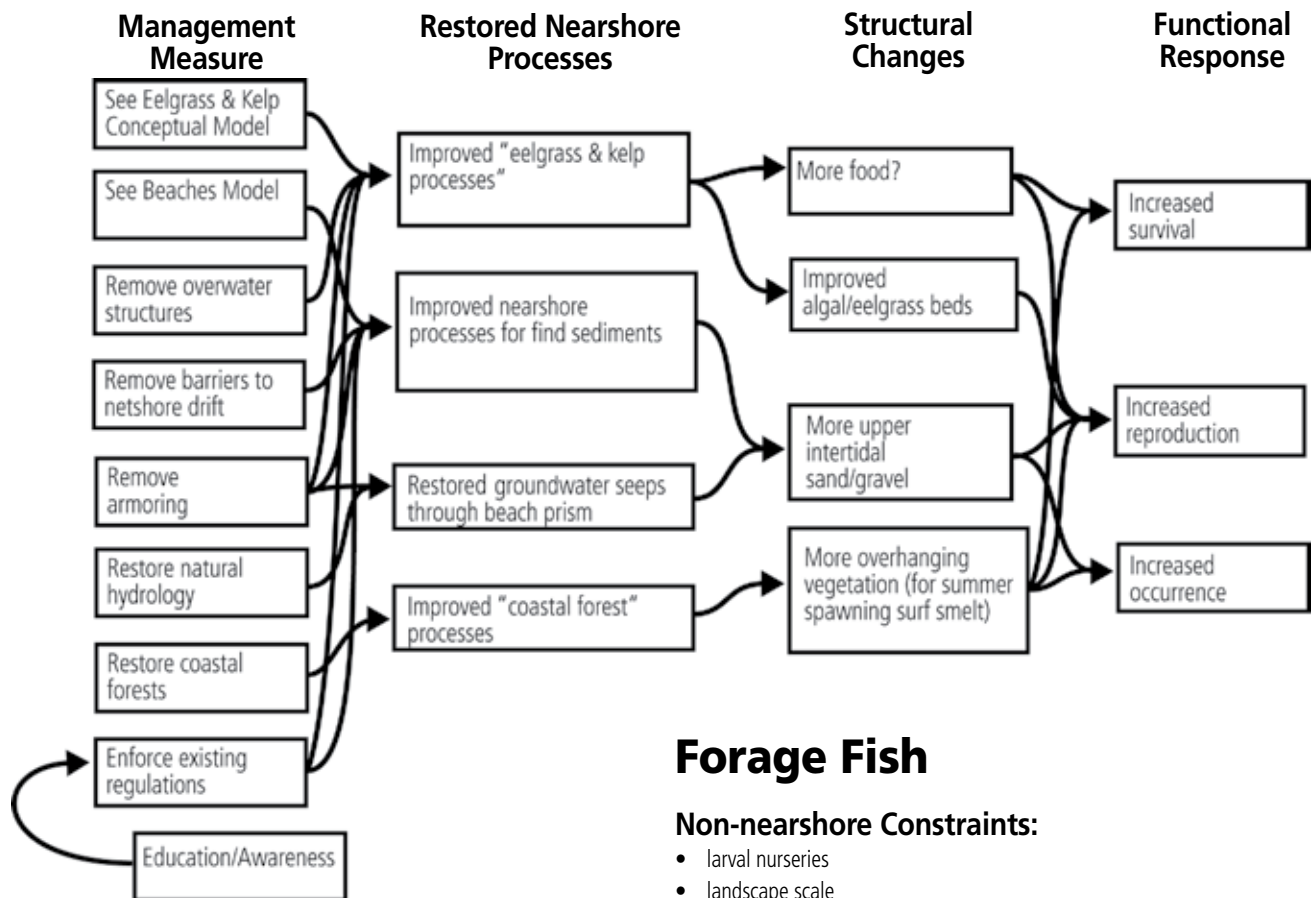 Management
Measure
Restored Nearshore
Processes
Structural
Changes
Functional
Response
See Eelgrass & Kelp
Conceptual Model
See Beaches Model
Remove overwater
structures
Remove barriers to
netshore drift
Remove
armoring
Restore natural
hydrology
Restore coastal
forests
Enforce existing
regulations
Education/Awareness
Improved "eelgrass & kelp
processes"
Improved nearshore
processes for find sediments
Restored groundwater seeps
through beach prism
Improved "coastal forest"
processes
More food?
Improved
algal/eelgrass beds
More upper
intertidal
sand/gravel
More overhanging
vegetation (for summer
spawning surf smelt)
Increased
survival
Increased
reproduction
Increased
occurrence
Forage Fish
Non-nearshore Constraints:
• larval nurseries
• landscape scale